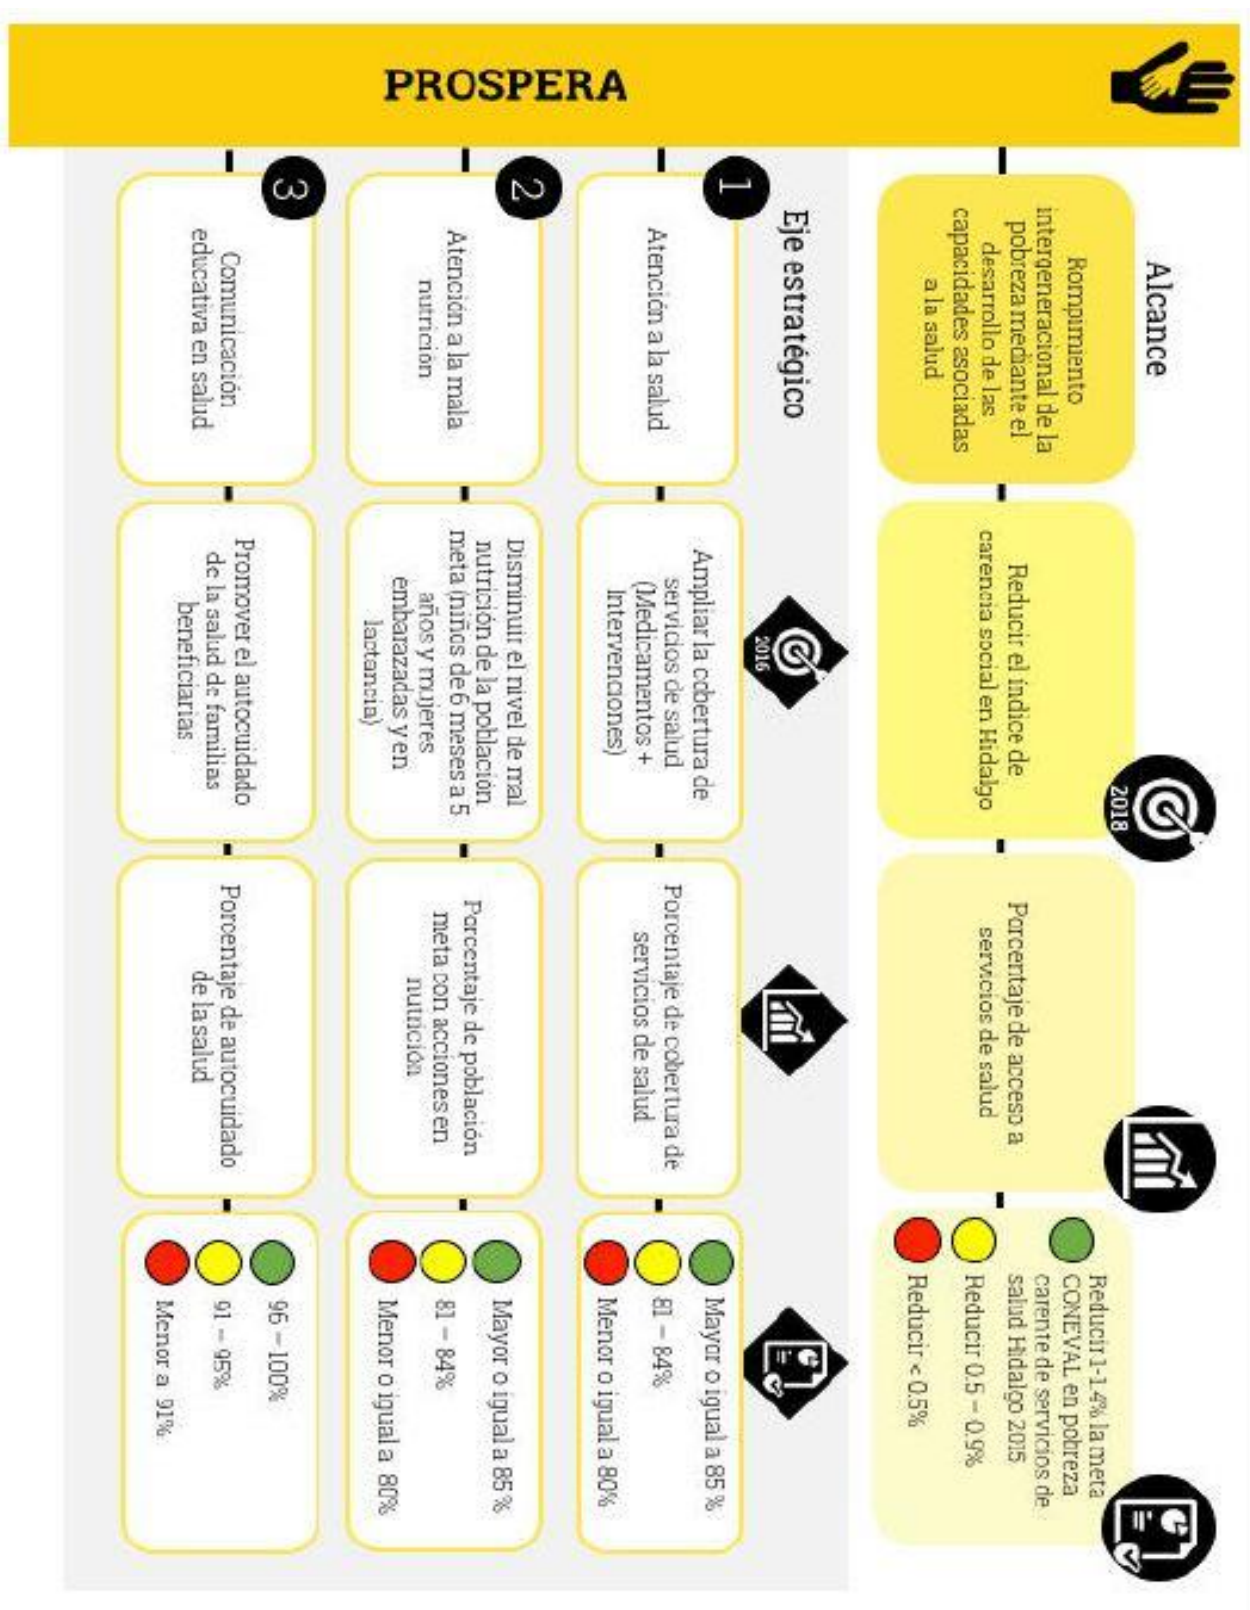 PROSPERA
Alcance
Rompimiento
intergeneracional de la
pobreza mediante el
desarrollo de las
capacidades asociadas
a la salud
2018
Reducir el índice de
carencia social en Hidalgo
Porcentaje de acceso a
servicios de salud
Reducir 1-1.4% la meta
CONEVAL en pobreza
carente de servicios de
salud Hidalgo 2015
Reducir 0.5 – 0.9%
Reducir < 0.5%
Eje estratégico
2016
1
Atención a la salud
Ampliar la cobertura de
servicios de salud
(Medicamentos +
Intervenciones)
Porcentaje de cobertura de
servicios de salud
Mayor o igual a 85 %
81 – 84%
Menor o igual a 80%
2
Atención a la mala
nutrición
Disminuir el nivel de mal
nutrición de la población
meta (niños de 6 meses a 5
años y mujeres
embarazadas y en
lactancia)
Porcentaje de población
meta con acciones en
nutrición
Mayor o igual a 85 %
81 – 84%
Menor o igual a 80%
3
Comunicación
educativa en salud
Promover el autocuidado
de la salud de familias
beneficiarias
Porcentaje de autocuidado
de la salud
96 – 100%
91 – 95%
Menor a 91%